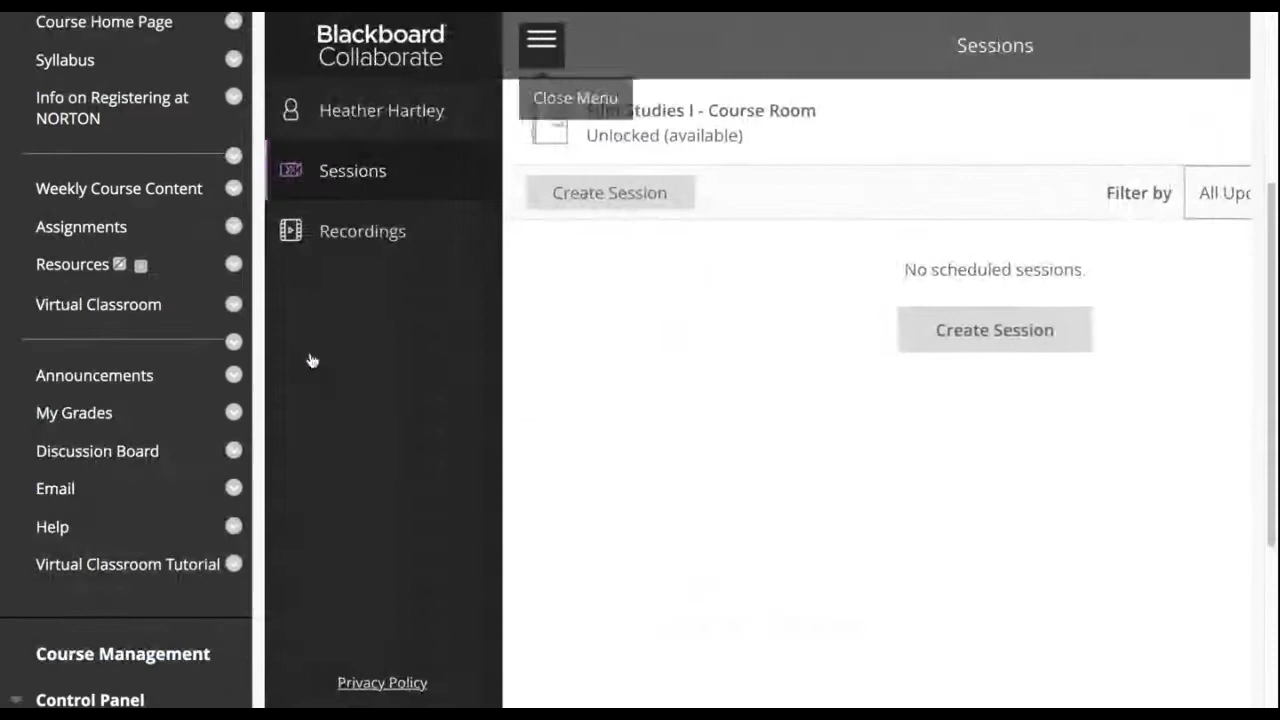 Course Home Page
Syllabus
Info on Registering at
NORTON
Weekly Course Content
Assignments
Resources
Virtual Classroom
Announcements
My Grades
Discussion Board
Email
Help
Virtual Classroom Tutorial
Course Management
Control Panel
Blackboard
Collaborate
Heather Hartley
Sessions
Recordings
Privacy Policy
Sessions
Close Menu
Studies I - Course Room
Unlocked (available)
Create Session
Filter by
All Upc
No scheduled sessions.
Create Session